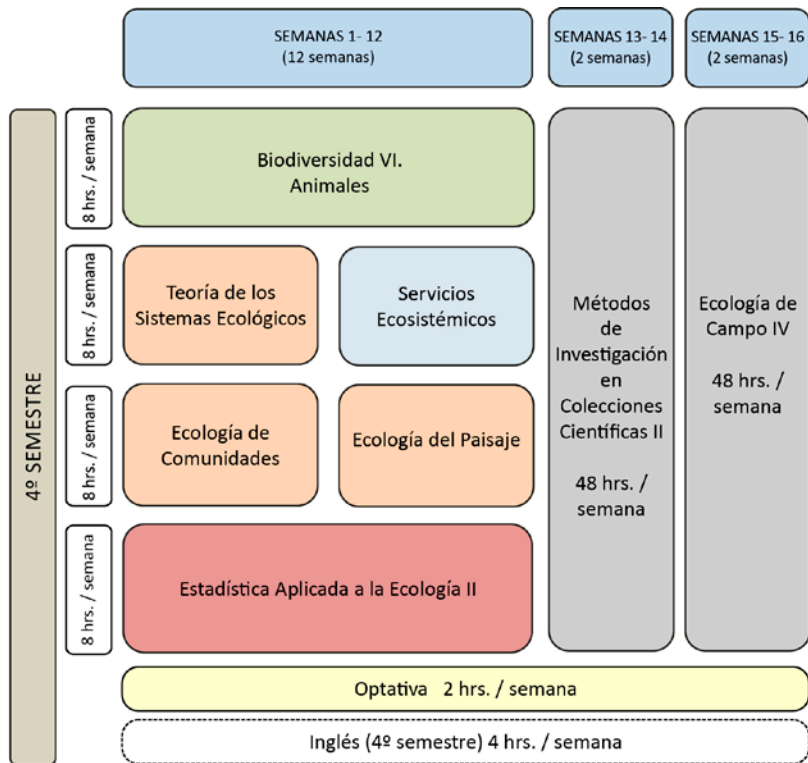 SEMANAS 1- 12
(12 semanas)
SEMANAS 13- 14
(2 semanas)
SEMANAS 15- 16
(2 semanas)
4º SEMESTRE
8 hrs. / semana
Biodiversidad VI.
Animales
8 hrs. / semana
Teoría de los
Sistemas Ecológicos
Servicios
Ecosistémicos
8 hrs. / semana
Ecología de
Comunidades
Ecología del Paisaje
8 hrs. / semana
Estadística Aplicada a la Ecología II
Métodos
de
Investigación
en
Colecciones
Científicas II
48 hrs. /
semana
Ecología de
Campo IV
48 hrs. /
semana
Optativa 2 hrs. / semana
Inglés (4º semestre) 4 hrs. / semana